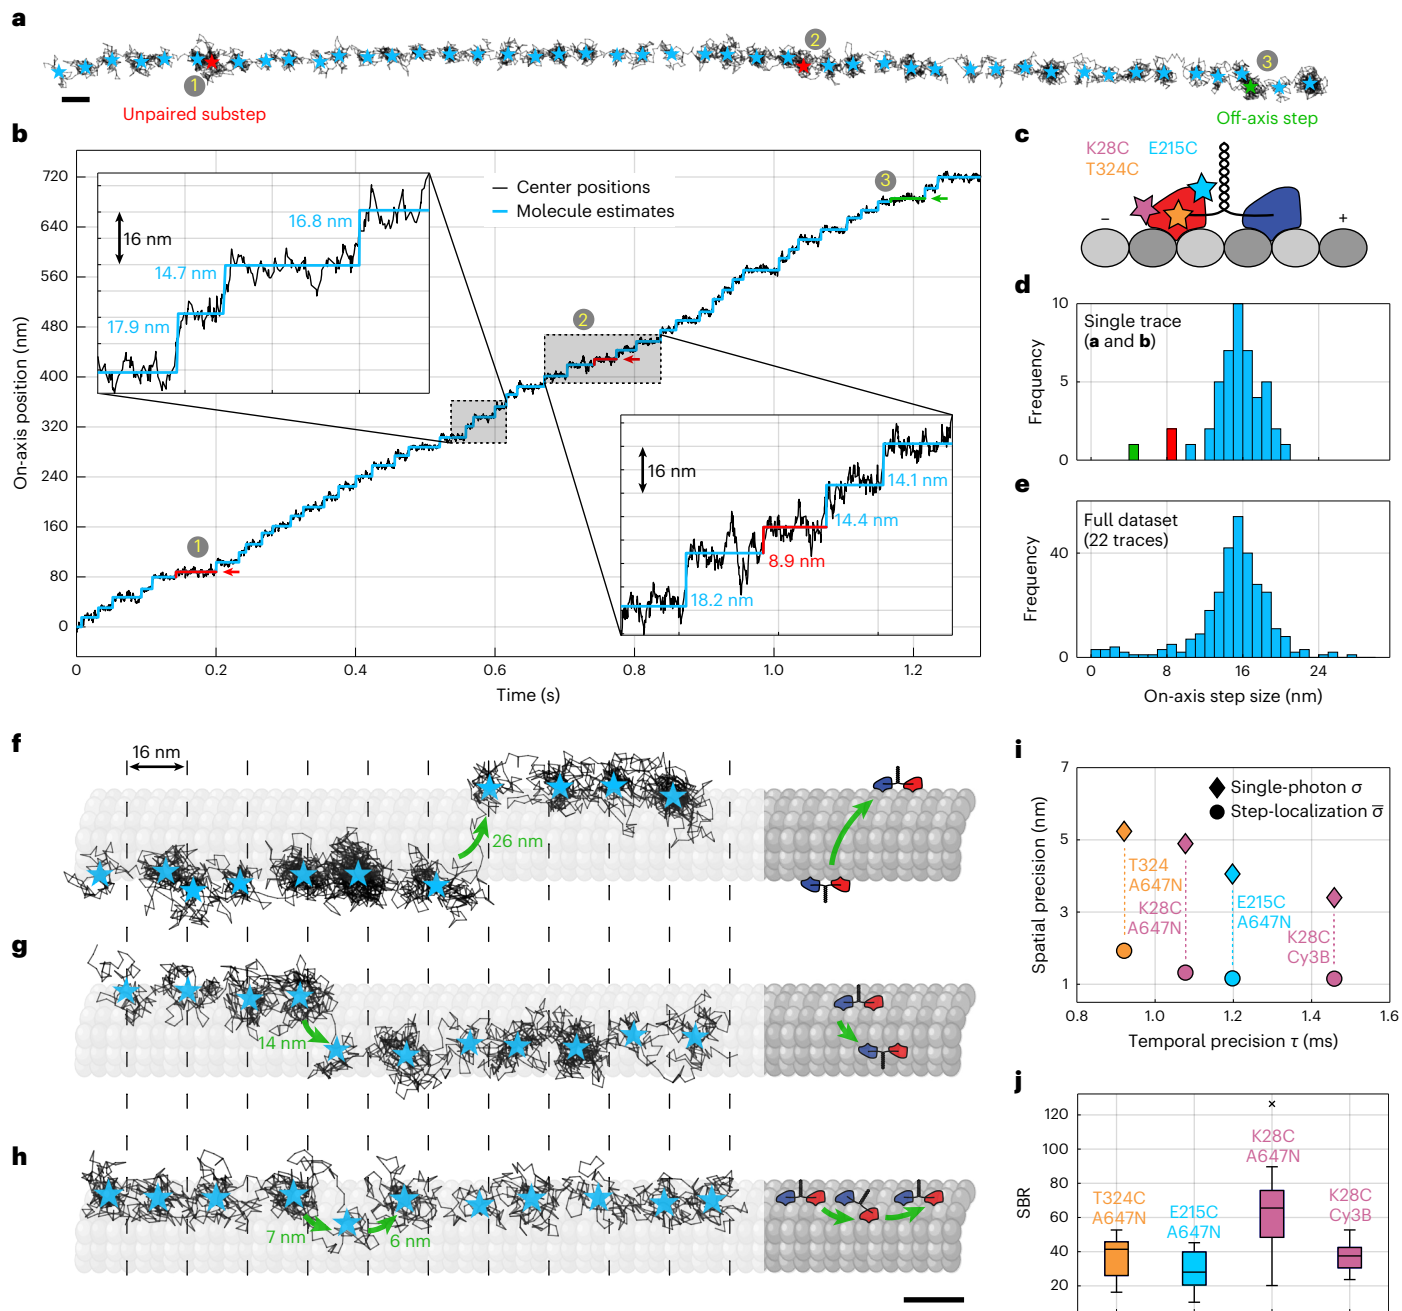 a
1
2
3
Unpaired substep
Off-axis step
b
On-axis position (nm)
720
640
560
480
400
320
240
160
80
0
0
0.2
0.4
0.6
0.8
1.0
1.2
Time (s)
Center positions
Molecule estimates
16 nm
17.9 nm
14.7 nm
16.8 nm
16 nm
18.2 nm
8.9 nm
14.4 nm
14.1 nm
1
2
3
c
K28C
E215C
T324C
−
+
d
Single trace
(a and b)
Frequency
10
5
0
e
Full dataset
(22 traces)
Frequency
40
0
0
8
16
24
On-axis step size (nm)
f
16 nm
26 nm
g
14 nm
h
7 nm
6 nm
i
Spatial precision (nm)
7
5
3
1
Single-photon σ
Step-localization σ̅
T324
A647N
K28C
A647N
E215C
A647N
K28C
Cy3B
0.8
1.0
1.2
1.4
1.6
Temporal precision τ (ms)
j
SBR
120
100
80
60
40
20
T324C
A647N
E215C
A647N
K28C
A647N
K28C
Cy3B